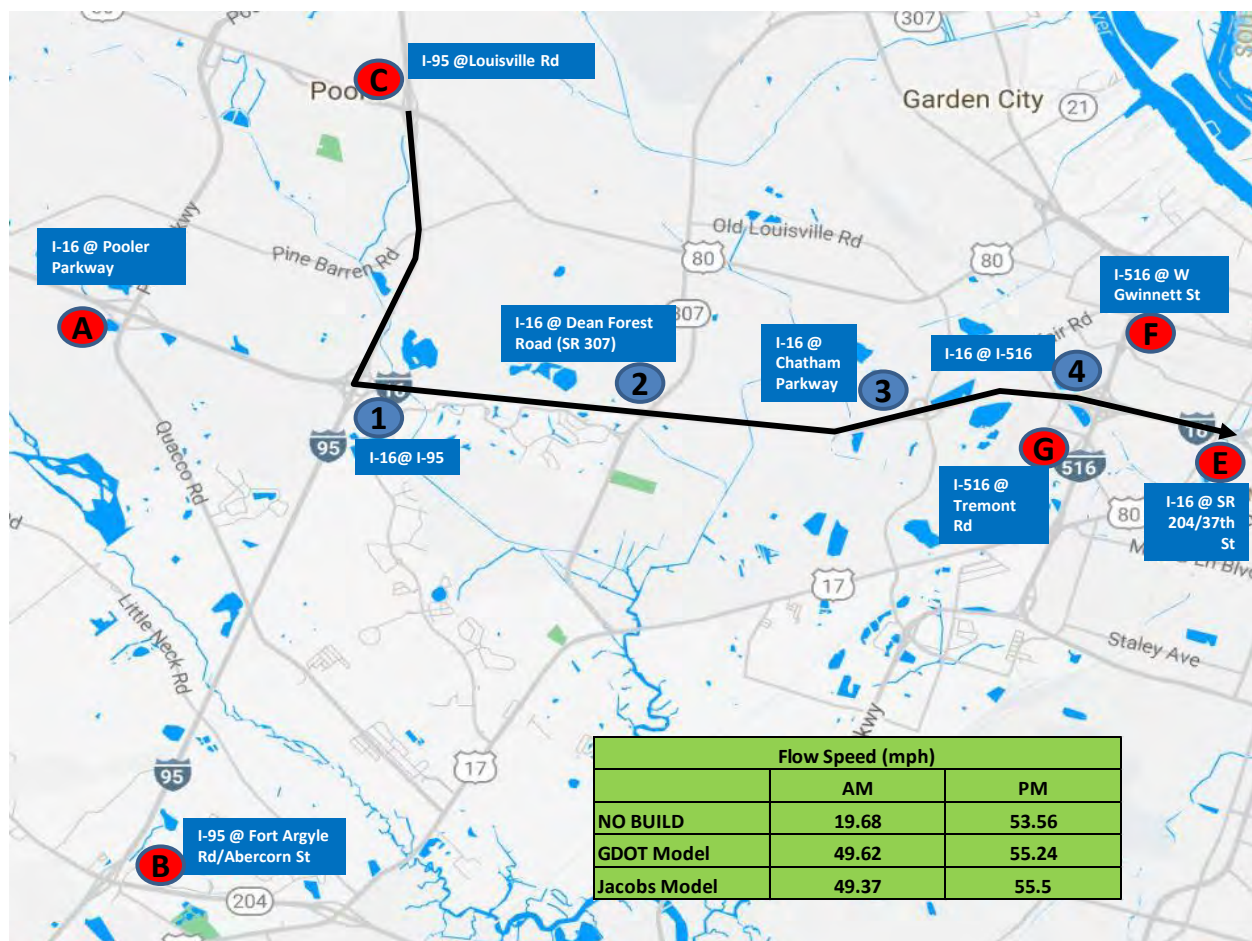 307
I-95 @Louisville Rd
C
Garden City
21
I-16 @ Pooler
Parkway
Old Louisville Rd
Pine Barren Rd
80
80
I-516 @ W
Gwinnett St
A
I-16 @ Dean Forest
Road (SR 307)
I-16 @
Chatham
Parkway
I-16 @ I-516
F
2
3
4
1
95
I-16@ I-95
Quacco Rd
16
G
516
E
I-516 @
Tremont
Rd
80
I-16 @ SR
204/37th
St
17
Little Neck Rd
Staley Ave
17
95
Flow Speed (mph)
AM PM
NO BUILD 19.68 53.56
GDOT Model 49.62 55.24
Jacobs Model 49.37 55.5
I-95 @ Fort Argyle
Rd/Abercorn St
B
204